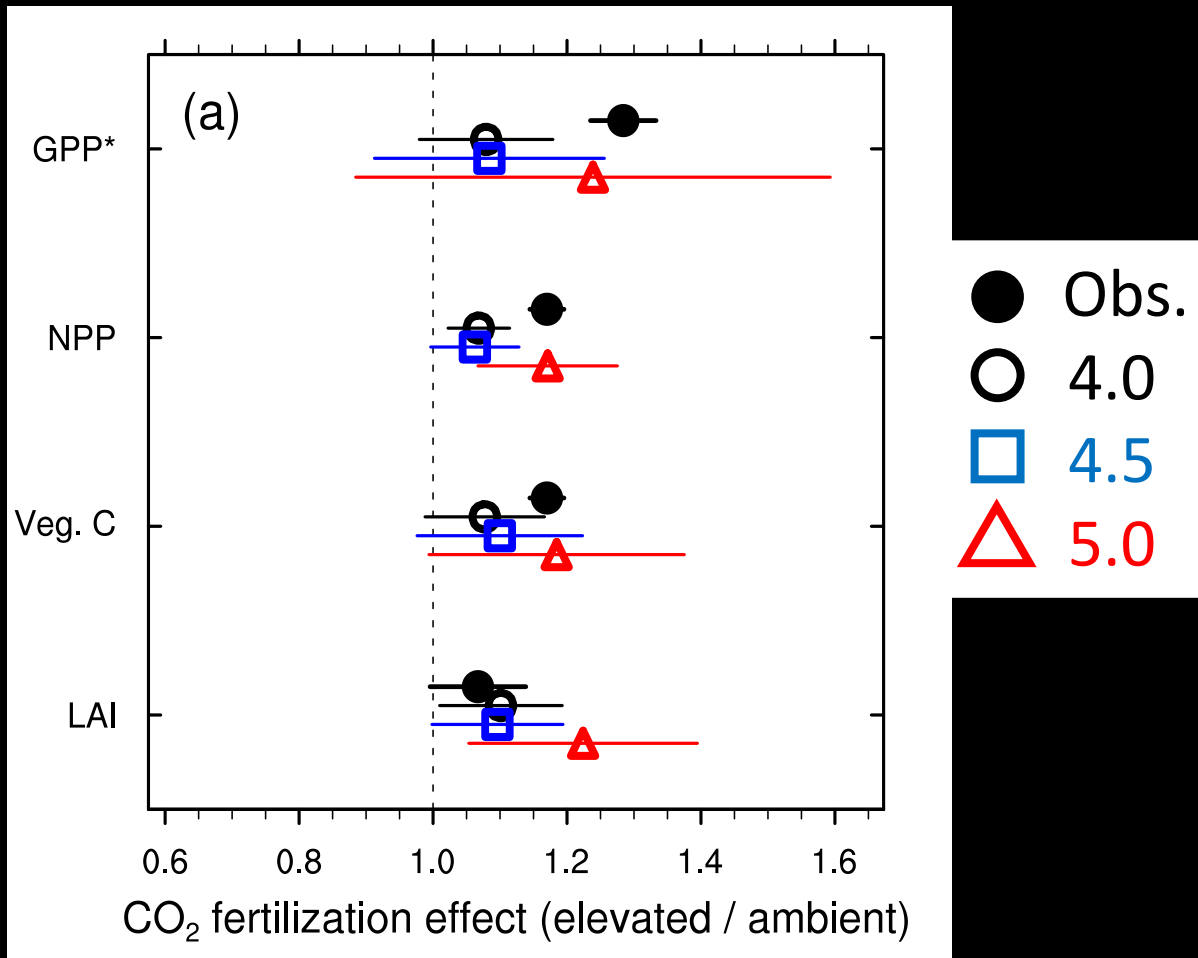 (a)
GPP*
NPP
Veg. C
LAI
0.6 0.8 1.0 1.2 1.4 1.6
CO₂ fertilization effect (elevated / ambient)
Obs.
4.0
4.5
5.0